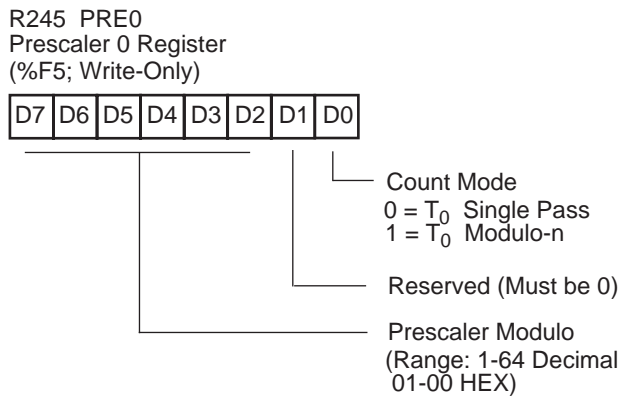 R245 PRE0
Prescaler 0 Register
(%F5; Write-Only)
D7 D6 D5 D4 D3 D2 D1 D0
Count Mode
0 = T0 Single Pass
1 = T0 Modulo-n
Reserved (Must be 0)
Prescaler Modulo
(Range: 1-64 Decimal
01-00 HEX)